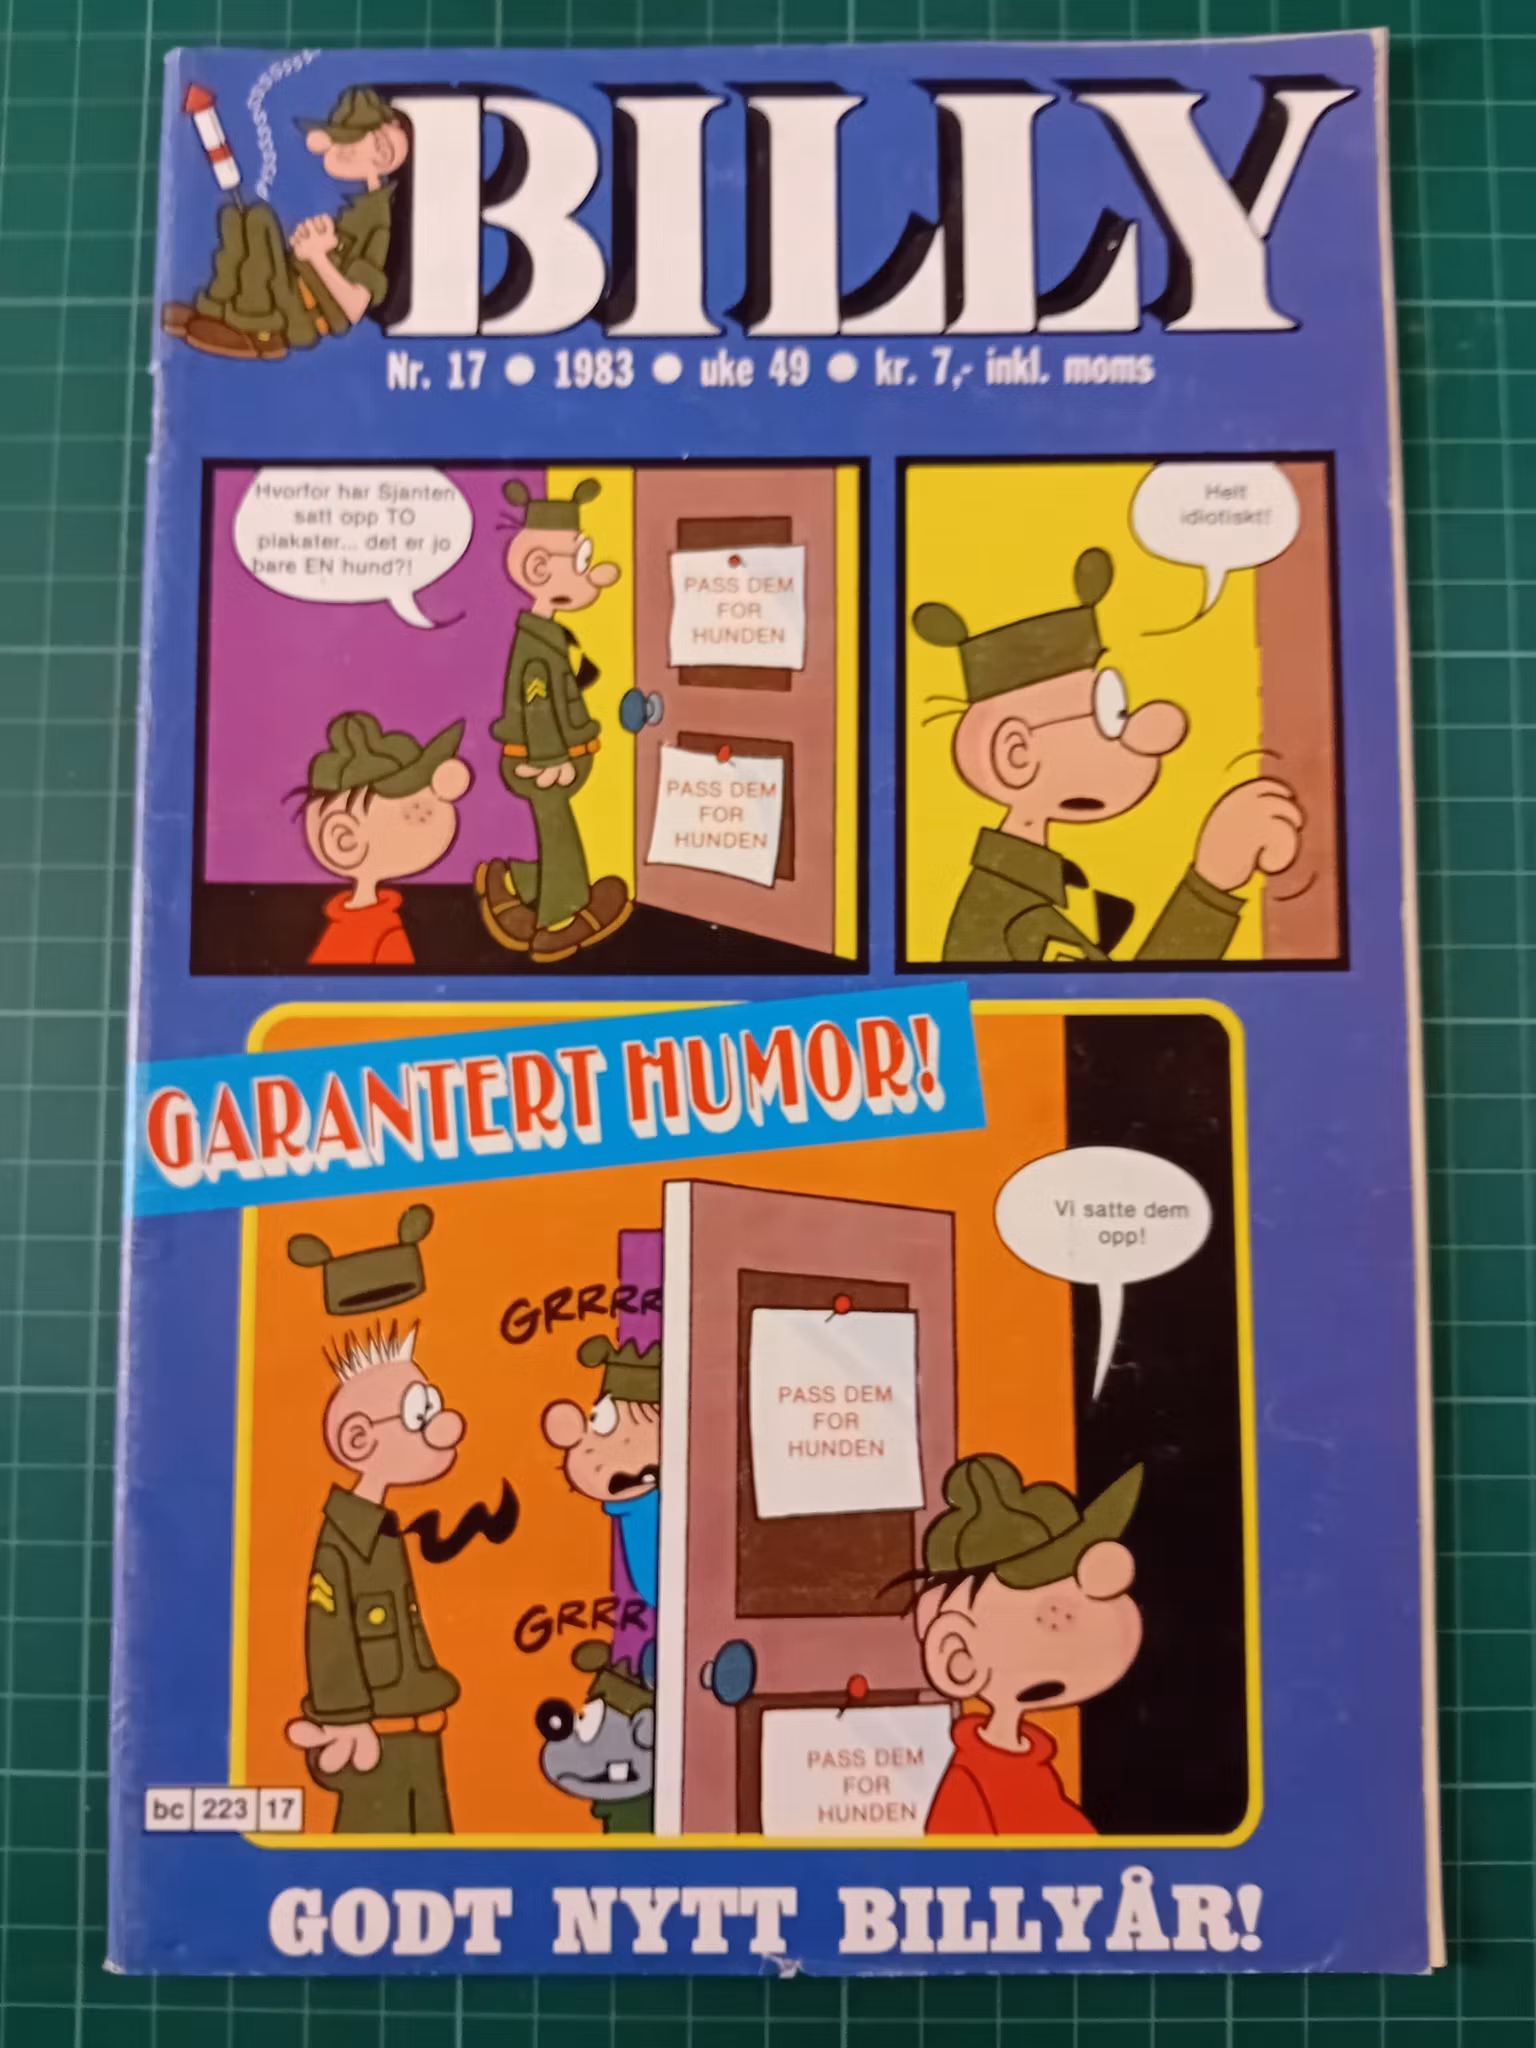 BILLY
Nr. 17 ● 1983 ● uke 49 ● kr. 7,- inkl. moms
Hvorfor har Sjanten
satt opp TO
plakater... det er jo
bare EN hund?!
PASS DEM
FOR
HUNDEN
PASS DEM
FOR
HUNDEN
Helt
idiotiskt!
GARANTERT HUMOR!
Vi satte dem
opp!
GRRRR
PASS DEM
FOR
HUNDEN
GRRR
PASS DEM
FOR
HUNDEN
bc 223 17
GODT NYTT BILLYÅR!